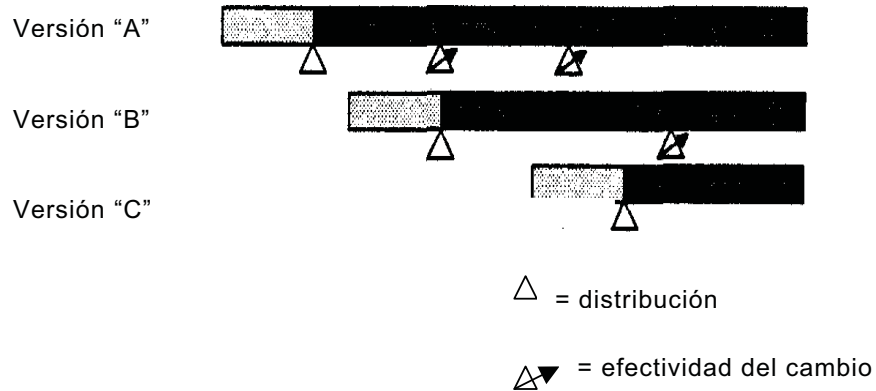 Versión “A”
Versión “B”
Versión “C”
= distribución
= efectividad del cambio